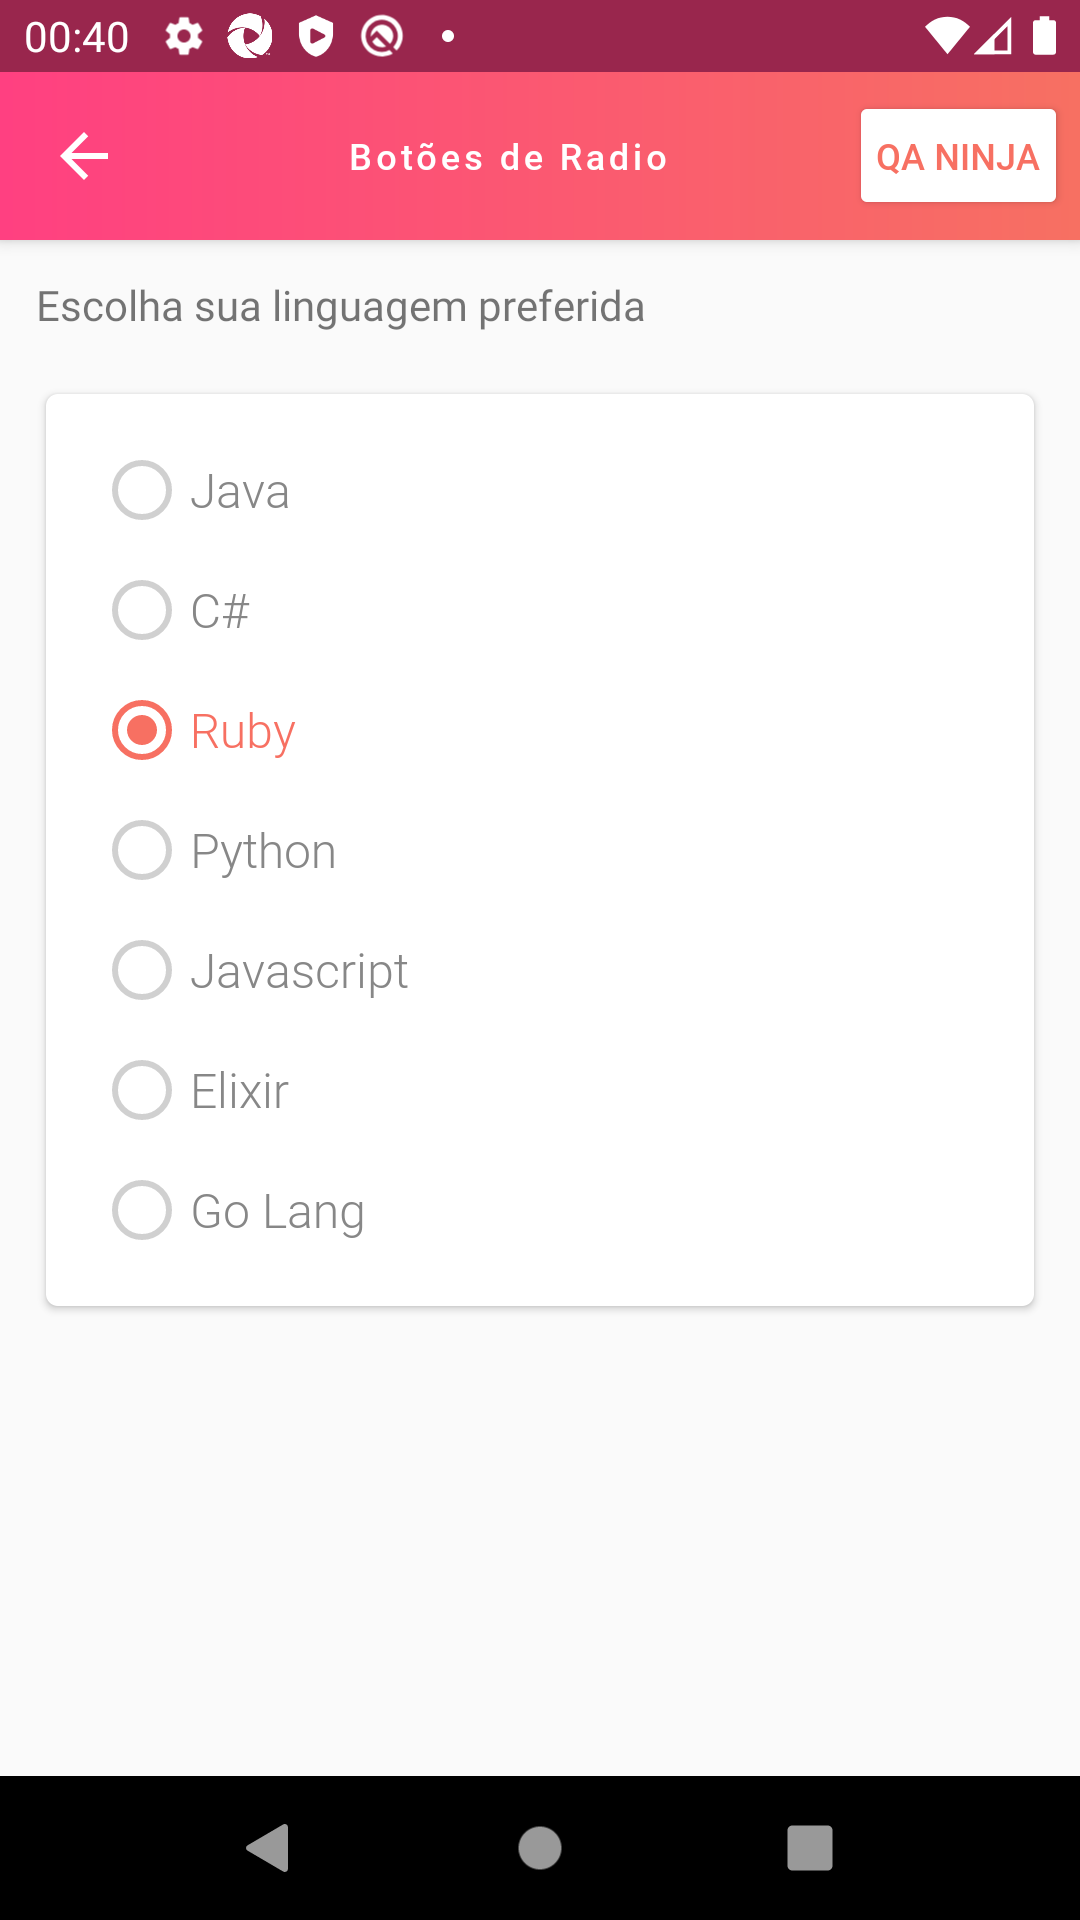 00:40
Botões de Radio
QA NINJA
Escolha sua linguagem preferida
Java
C#
Ruby
Python
Javascript
Elixir
Go Lang